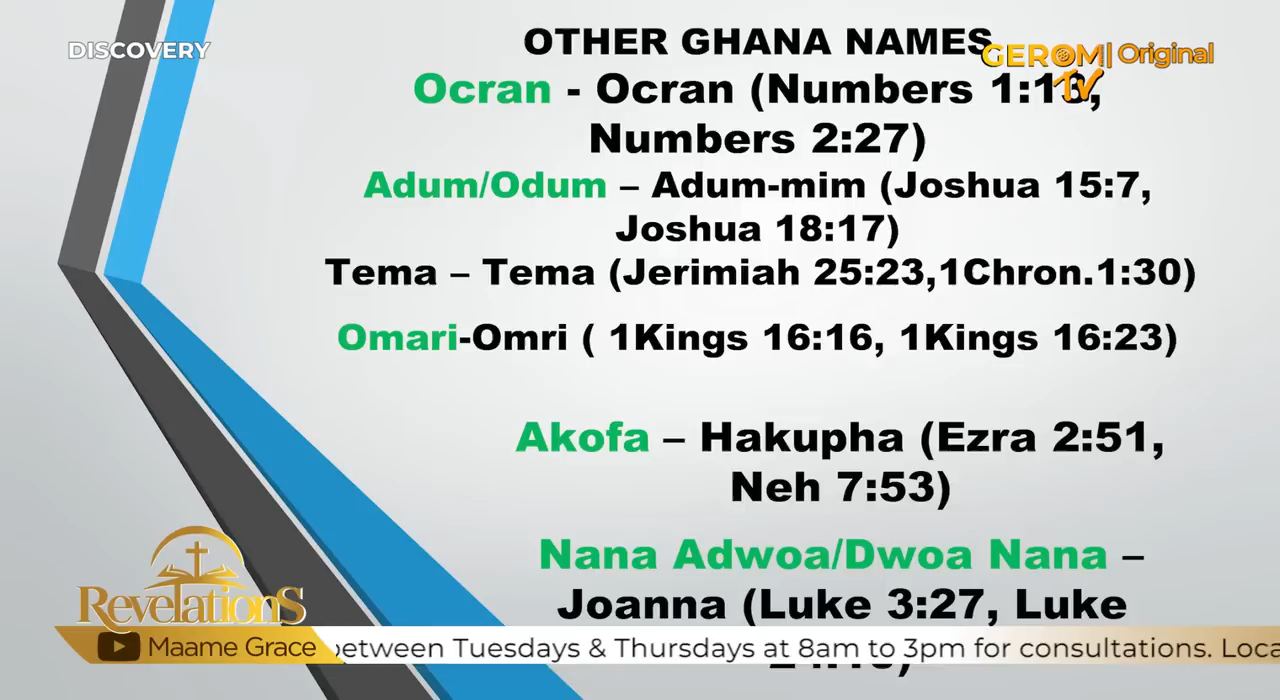 DISCOVERY
OTHER GHANA NAMES
GEROM TV | Original
Ocran - Ocran (Numbers 1:13,
Numbers 2:27)
Adum/Odum – Adum-mim (Joshua 15:7,
Joshua 18:17)
Tema – Tema (Jerimiah 25:23,1Chron.1:30)
Omari-Omri ( 1Kings 16:16, 1Kings 16:23)
Akofa – Hakupha (Ezra 2:51,
Neh 7:53)
Nana Adwoa/Dwoa Nana –
Joanna (Luke 3:27, Luke
RevelationS
Maame Grace between Tuesdays & Thursdays at 8am to 3pm for consultations. Loca